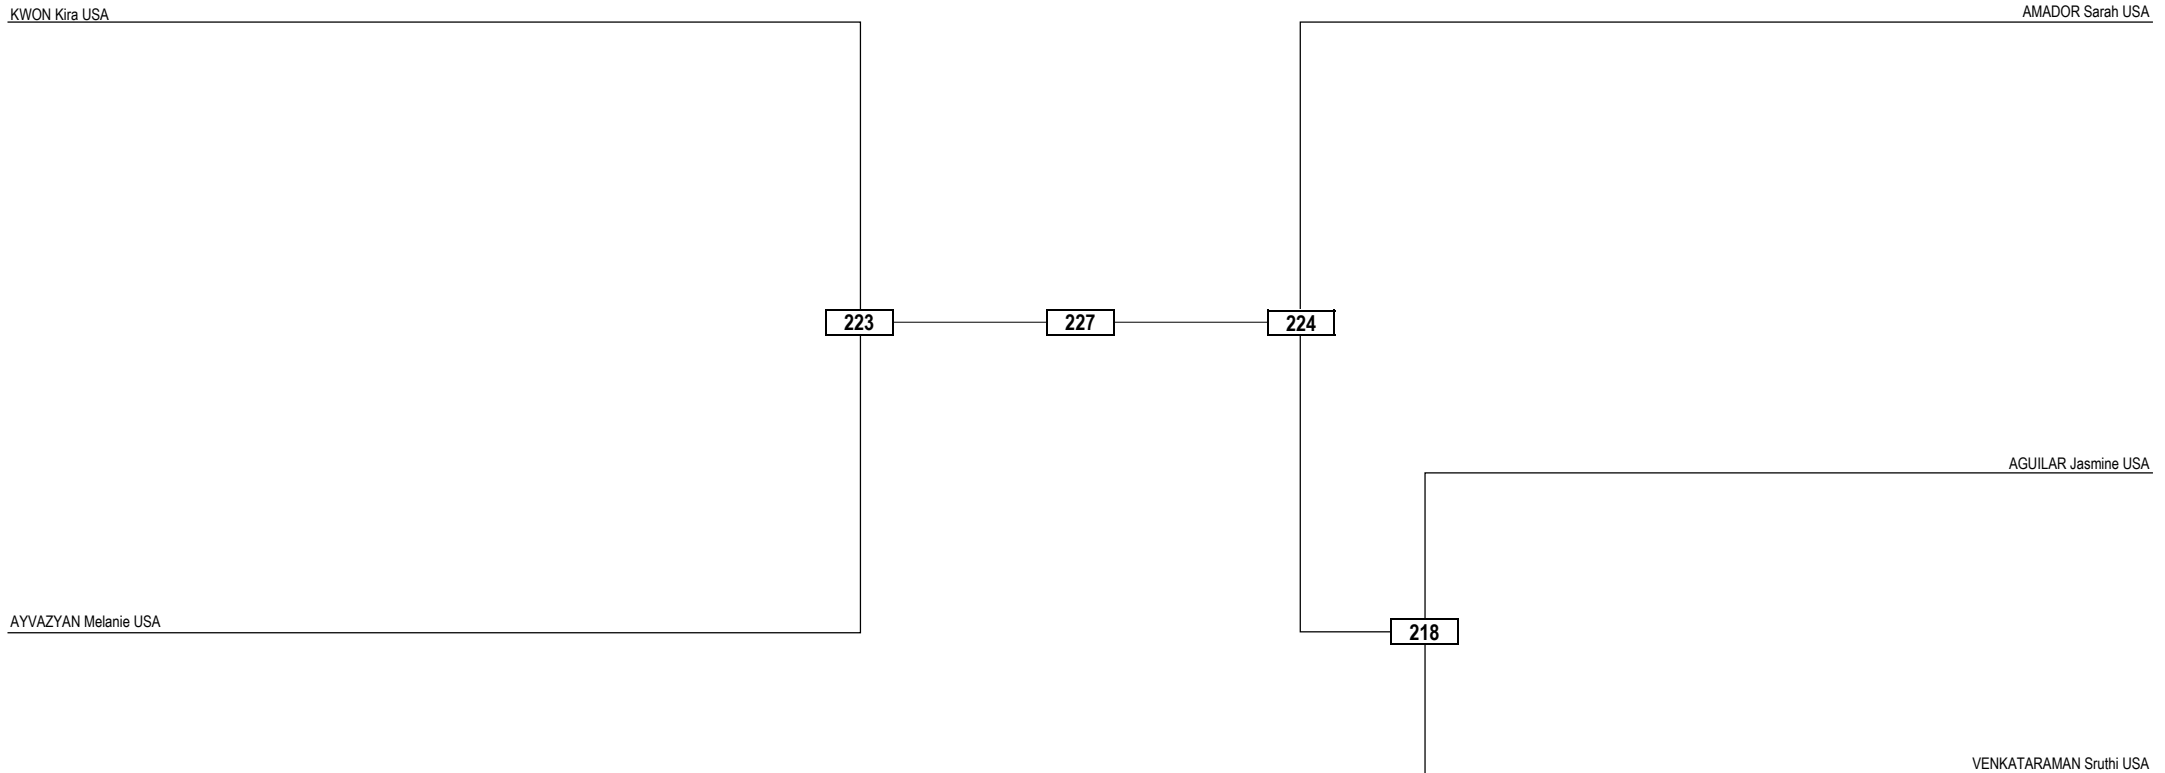 KWON Kira USA
AMADOR Sarah USA
223
227
224
AGUILAR Jasmine USA
AYVAZYAN Melanie USA
218
VENKATARAMAN Sruthi USA